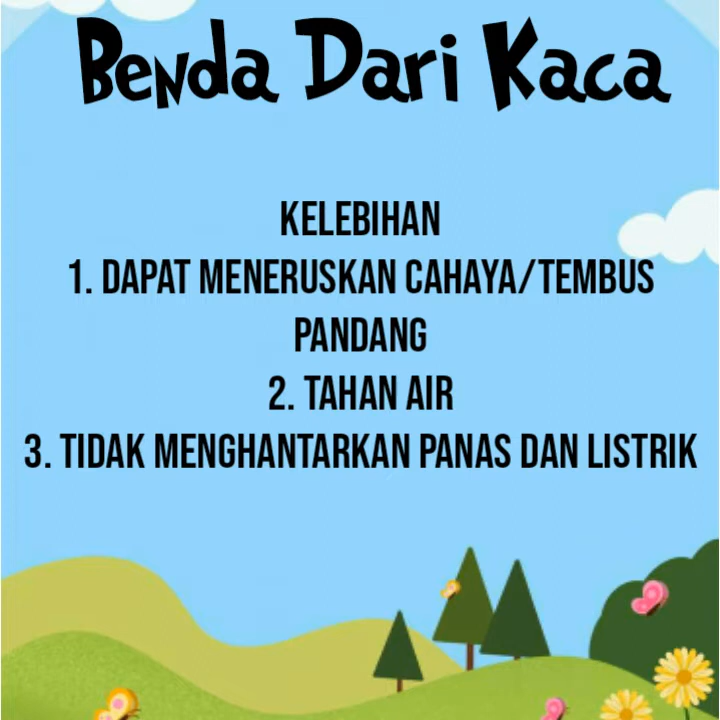 Benda Dari Kaca
KELEBIHAN
1. DAPAT MENERUSKAN CAHAYA/TEMBUS
PANDANG
2. TAHAN AIR
3. TIDAK MENGHANTARKAN PANAS DAN LISTRIK